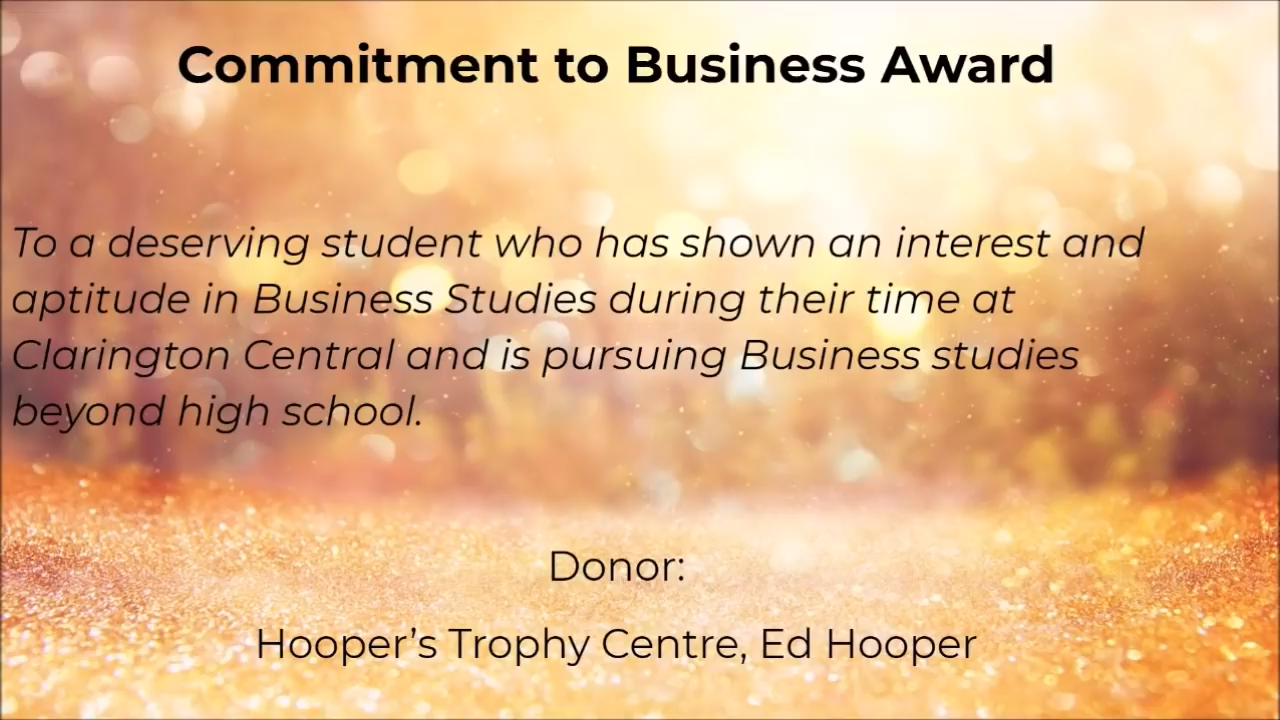 Commitment to Business Award
To a deserving student who has shown an interest and
aptitude in Business Studies during their time at
Clarington Central and is pursuing Business studies
beyond high school.
Donor:
Hooper’s Trophy Centre, Ed Hooper